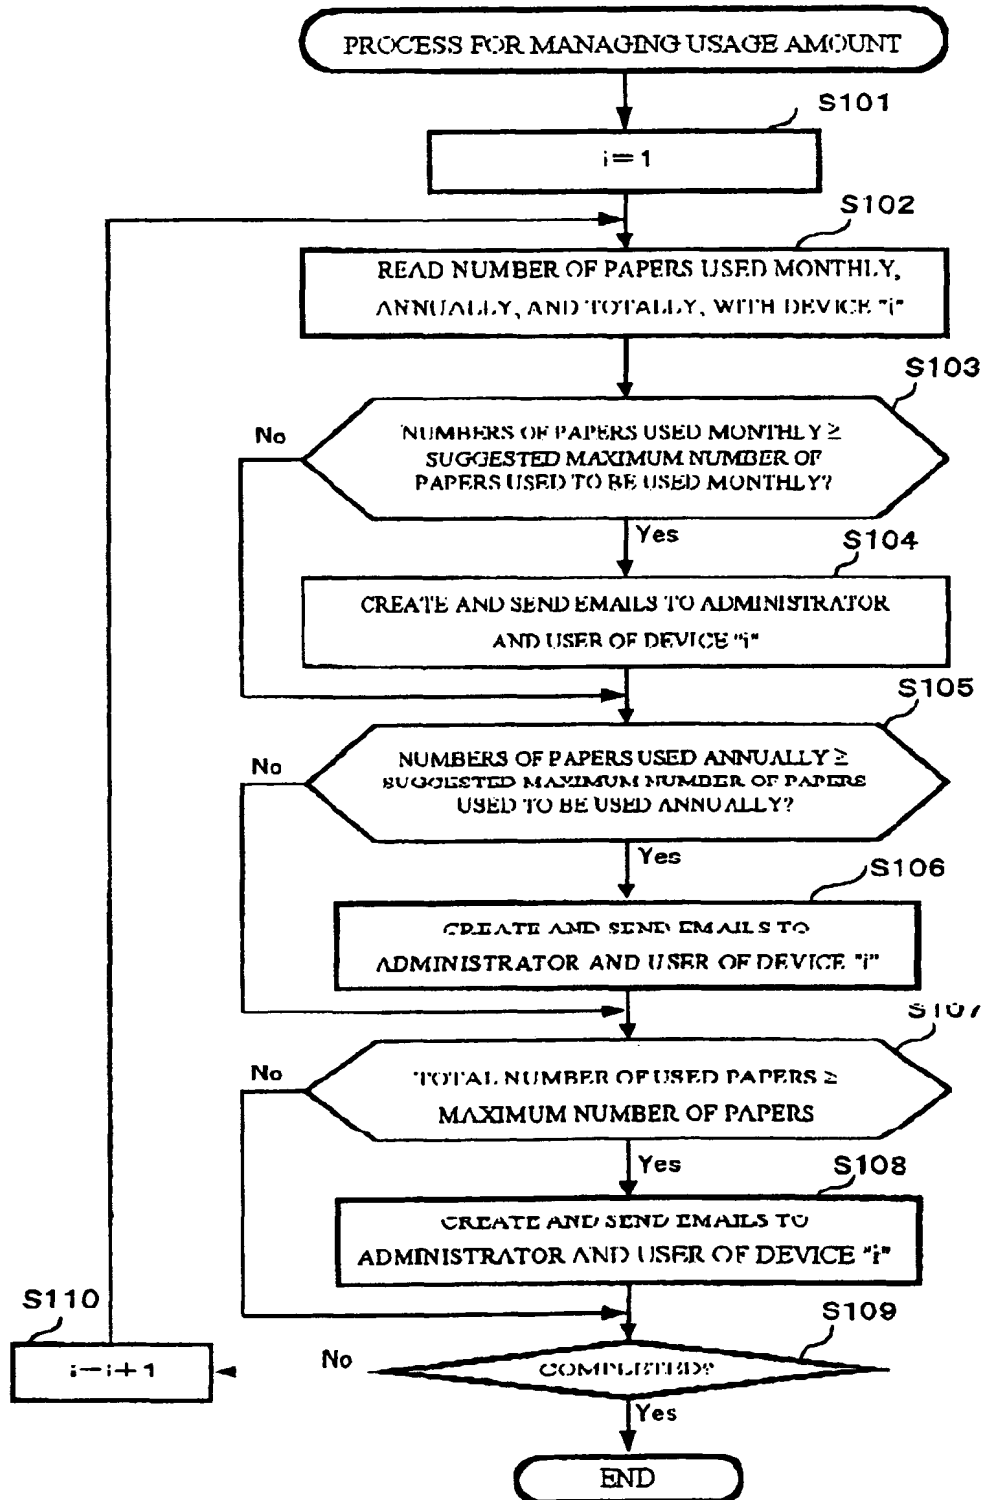 PROCESS FOR MANAGING USAGE AMOUNT
S101
i=1
S102
READ NUMBER OF PAPERS USED MONTHLY,
ANNUALLY, AND TOTALLY, WITH DEVICE "i"
S103
No
NUMBERS OF PAPERS USED MONTHLY ≥
SUGGESTED MAXIMUM NUMBER OF
PAPERS USED TO BE USED MONTHLY?
Yes
S104
CREATE AND SEND EMAILS TO ADMINISTRATOR
AND USER OF DEVICE "i"
S105
No
NUMBERS OF PAPERS USED ANNUALLY ≥
SUGGESTED MAXIMUM NUMBER OF PAPERS
USED TO BE USED ANNUALLY?
Yes
S106
CREATE AND SEND EMAILS TO
ADMINISTRATOR AND USER OF DEVICE "i"
S107
No
TOTAL NUMBER OF USED PAPERS ≥
MAXIMUM NUMBER OF PAPERS
Yes
S108
CREATE AND SEND EMAILS TO
ADMINISTRATOR AND USER OF DEVICE "i"
S110
S109
i=i+1
No
COMPLETED?
Yes
END